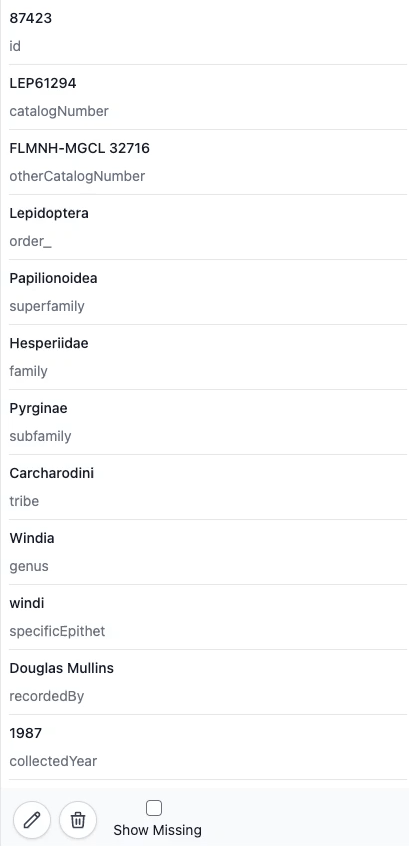 87423
id
LEP61294
catalogNumber
FLMNH-MGCL 32716
otherCatalogNumber
Lepidoptera
order_
Papilionoidea
superfamily
Hesperiidae
family
Pyrginae
subfamily
Carcharodini
tribe
Windia
genus
windi
specificEpithet
Douglas Mullins
recordedBy
1987
collectedYear
Show Missing